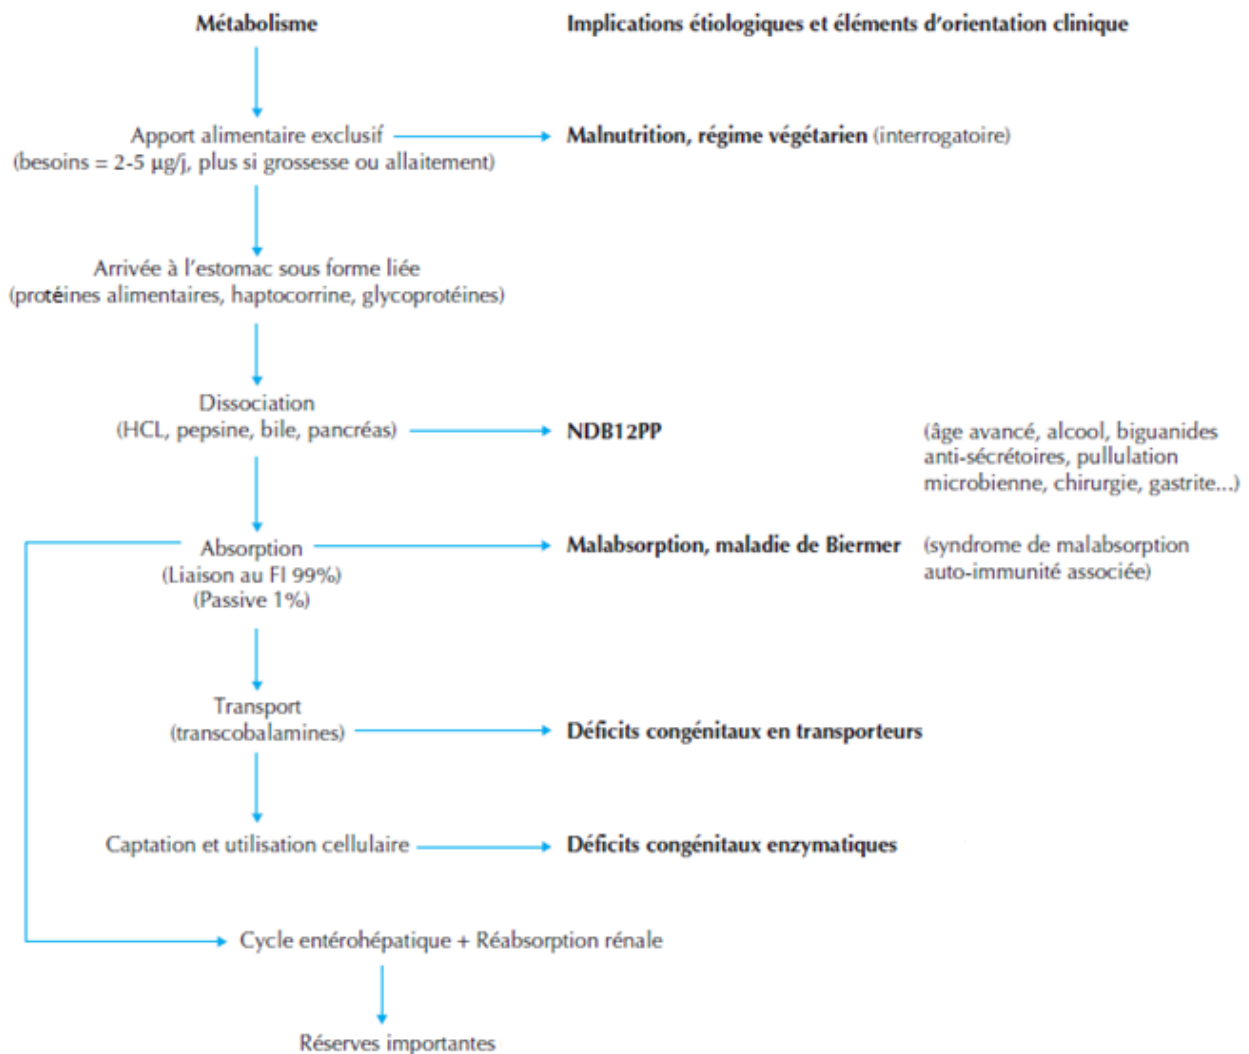 Métabolisme
Implications étiologiques et éléments d'orientation clinique
Apport alimentaire exclusif
(besoins = 2-5 µg/j, plus si grossesse ou allaitement)
Malnutrition, régime végétarien (interrogatoire)
Arrivée à l'estomac sous forme liée
(protéines alimentaires, haptocorrine, glycoprotéines)
Dissociation
(HCL, pepsine, bile, pancréas)
NDB12PP
(âge avancé, alcool, biguanides
anti-sécrétoires, pullulation
microbienne, chirurgie, gastrite...)
Absorption
(Liaison au FI 99%)
(Passive 1%)
Malabsorption, maladie de Biermer
(syndrome de malabsorption
auto-immunité associée)
Transport
(transcobalamines)
Déficits congénitaux en transporteurs
Captation et utilisation cellulaire
Déficits congénitaux enzymatiques
Cycle entérohépatique + Réabsorption rénale
Réserves importantes